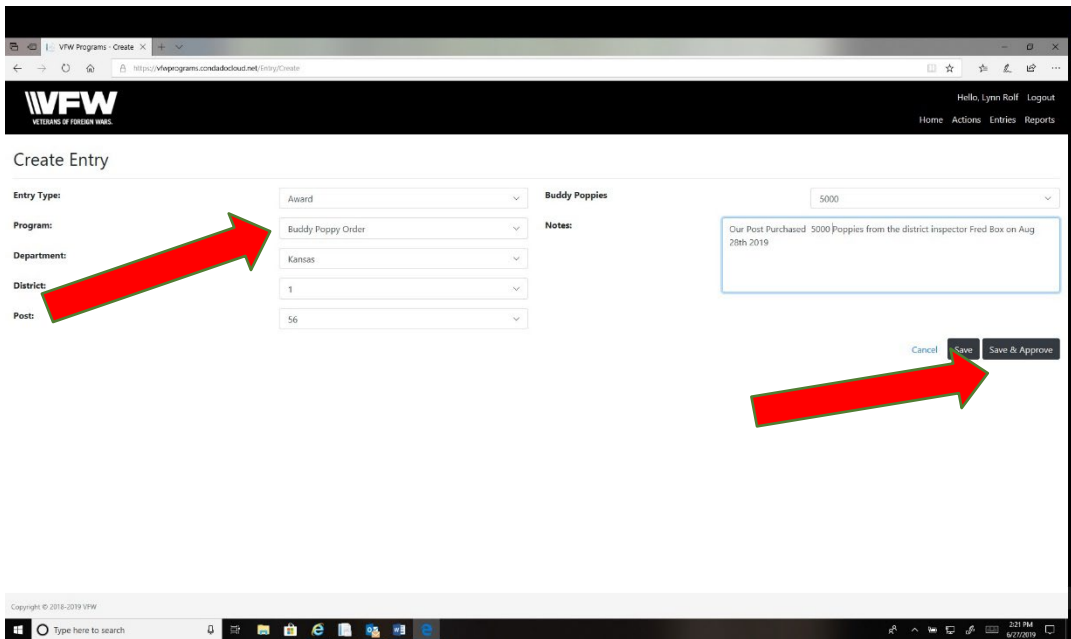 VFW Programs - Create
https://vfwprograms.condadocloud.net/Entry/Create
VFW
VETERANS OF FOREIGN WARS.
Hello, Lynn Rolf Logout
Home Actions Entries Reports
Create Entry
Entry Type:
Award
Buddy Poppies
5000
Program:
Buddy Poppy Order
Notes:
Our Post Purchased 5000 Poppies from the district inspector Fred Box on Aug
28th 2019
Department:
Kansas
District:
1
Post:
56
Cancel Save Save & Approve
Copyright © 2018-2019 VFW
Type here to search
2:21 PM
6/27/2019